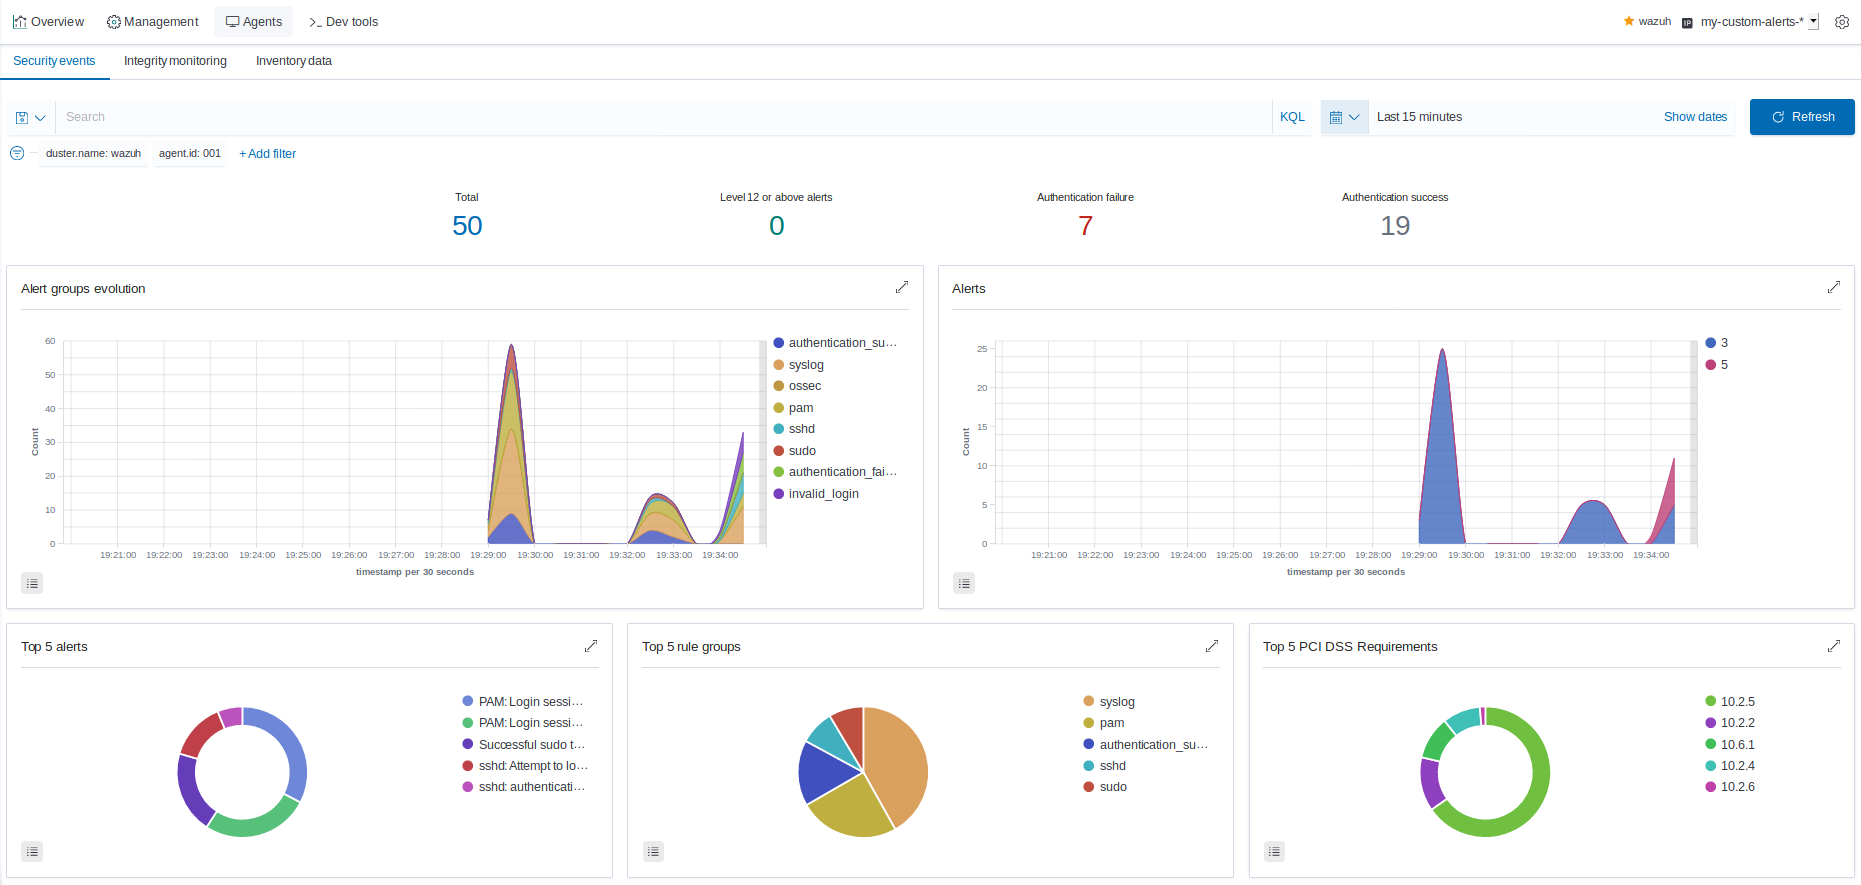 Overview Management Agents >_ Dev tools wazuh IP my-custom-alerts-*
Security events Integrity monitoring Inventory data
Search KQL Last 15 minutes Show dates Refresh
duster.name: wazuh agent.id: 001 + Add filter
Total Level 12 or above alerts Authentication failure Authentication success
50 0 7 19
Alert groups evolution
60
50
40
30
20
10
0
Count
19:21:00 19:22:00 19:23:00 19:24:00 19:25:00 19:26:00 19:27:00 19:28:00 19:29:00 19:30:00 19:31:00 19:32:00 19:33:00 19:34:00
timestamp per 30 seconds
authentication_su...
syslog
ossec
pam
sshd
sudo
authentication_fai...
invalid_login
Alerts
25
20
15
10
5
0
Count
19:21:00 19:22:00 19:23:00 19:24:00 19:25:00 19:26:00 19:27:00 19:28:00 19:29:00 19:30:00 19:31:00 19:32:00 19:33:00 19:34:00
timestamp per 30 seconds
3
5
Top 5 alerts
PAM: Login sessi...
PAM: Login sessi...
Successful sudo t...
sshd: Attempt to lo...
sshd: authenticati...
Top 5 rule groups
syslog
pam
authentication_su...
sshd
sudo
Top 5 PCI DSS Requirements
10.2.5
10.2.2
10.6.1
10.2.4
10.2.6